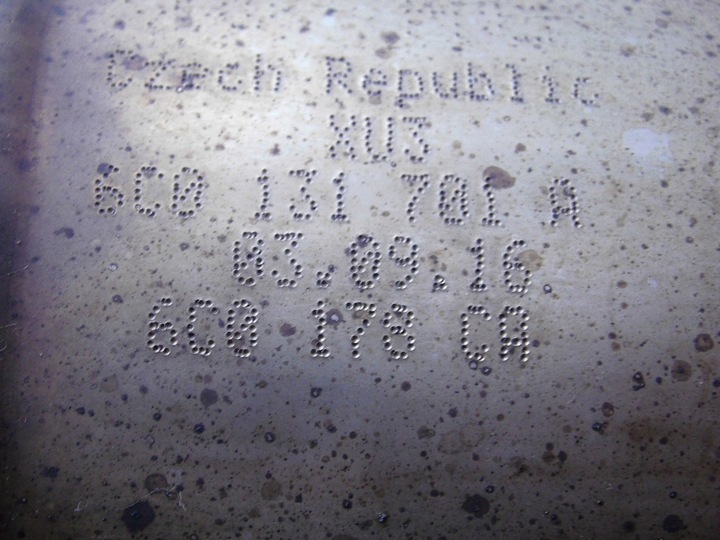 Czech Republic
XU3
6C0 131 701 A
03.09.16
6C0 178 CA